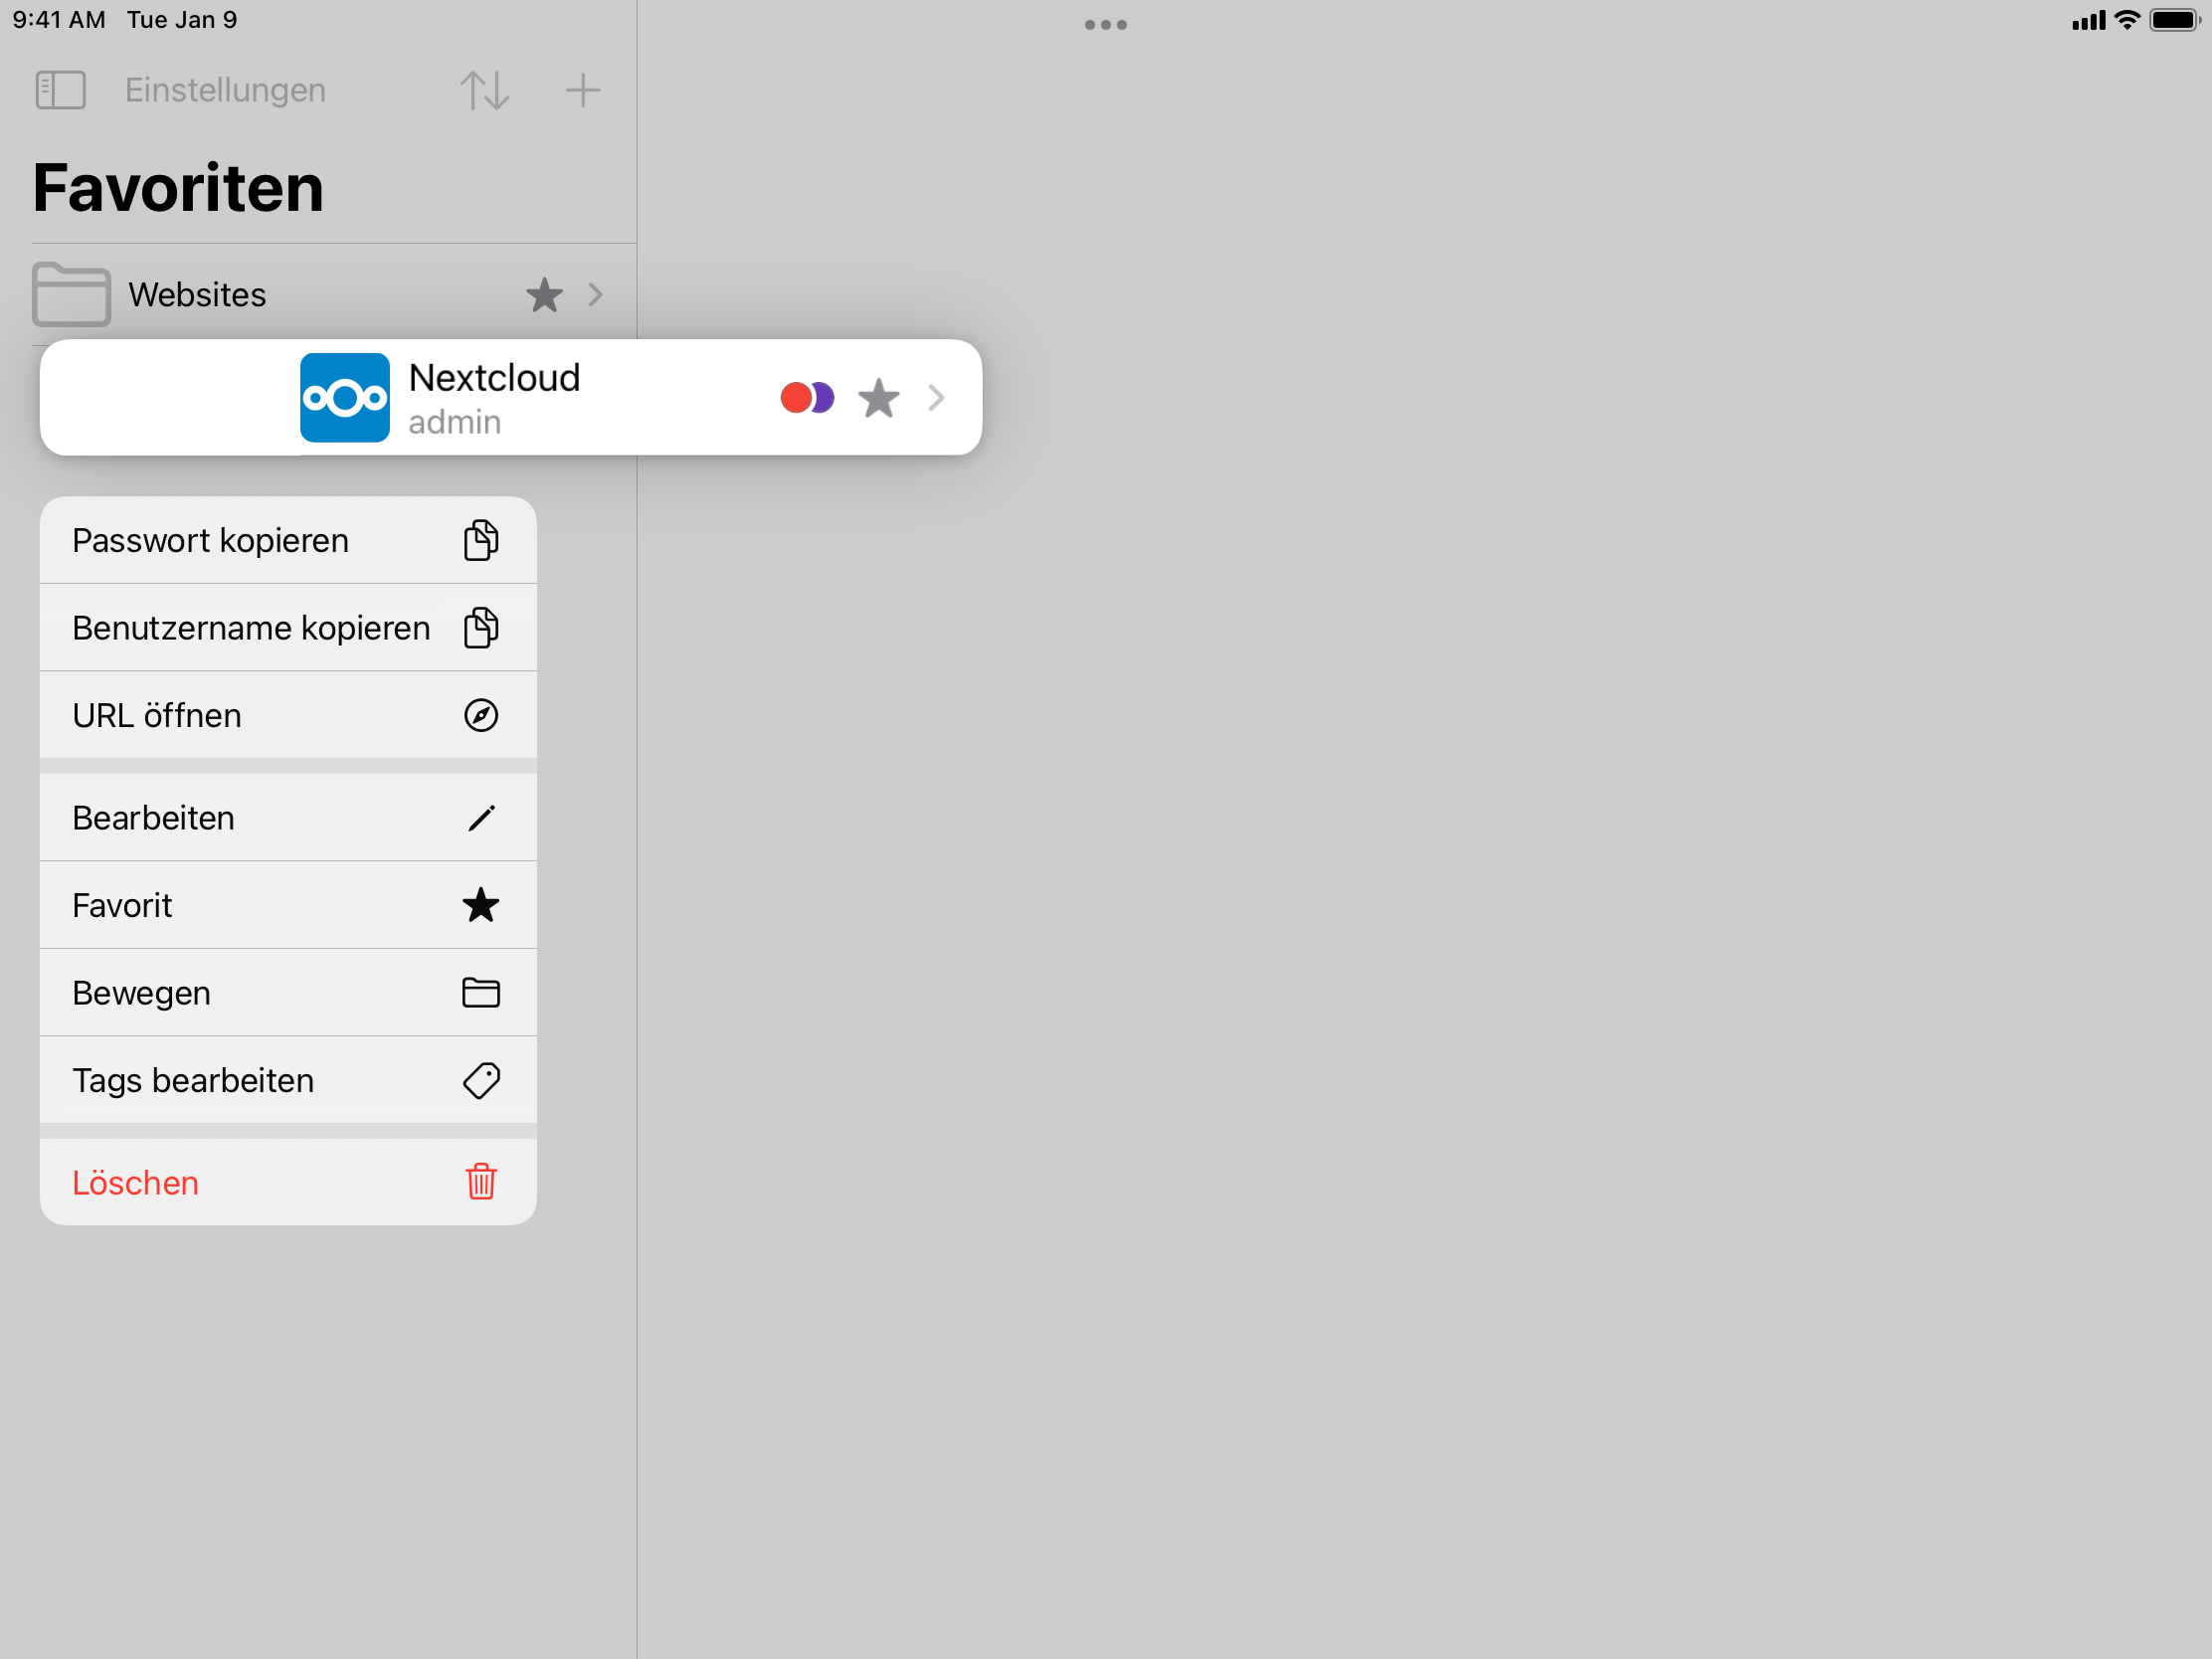 9:41 AM Tue Jan 9
Einstellungen
Favoriten
Websites
Nextcloud
admin
Passwort kopieren
Benutzername kopieren
URL öffnen
Bearbeiten
Favorit
Bewegen
Tags bearbeiten
Löschen